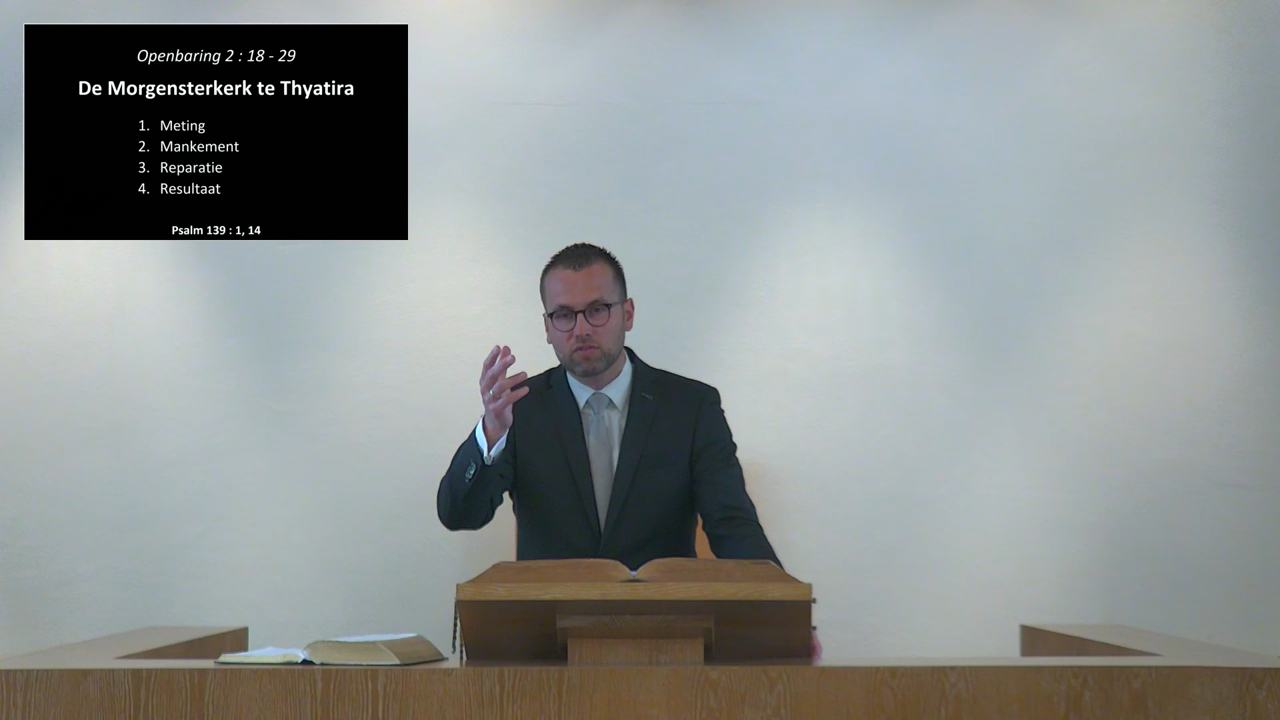 Openbaring 2 : 18 - 29
De Morgensterkerk te Thyatira
1. Meting
2. Mankement
3. Reparatie
4. Resultaat
Psalm 139 : 1, 14